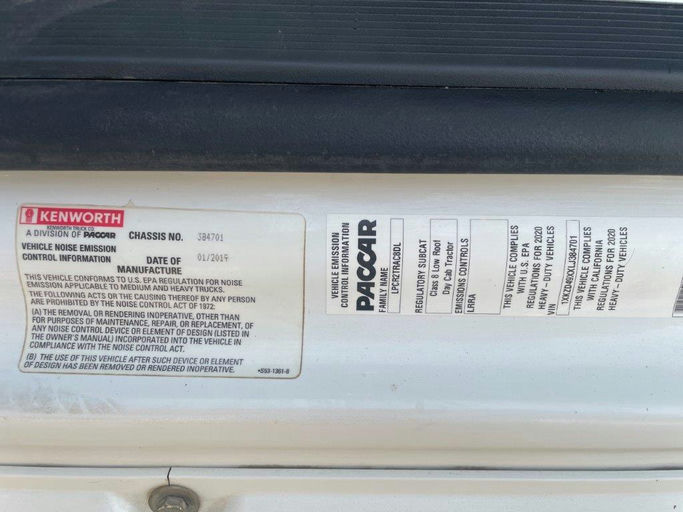 KENWORTH
KENWORTH TRUCK CO.
A DIVISION OF PACCAR
CHASSIS NO. 384701
VEHICLE NOISE EMISSION
CONTROL INFORMATION
DATE OF
MANUFACTURE
01/2019
THIS VEHICLE CONFORMS TO U.S. EPA REGULATION FOR NOISE
EMISSION APPLICABLE TO MEDIUM AND HEAVY TRUCKS.
THE FOLLOWING ACTS OR THE CAUSING THEREOF BY ANY PERSON
ARE PROHIBITED BY THE NOISE CONTROL ACT OF 1972:
(A) THE REMOVAL OR RENDERING INOPERATIVE, OTHER THAN
FOR PURPOSES OF MAINTENANCE, REPAIR, OR REPLACEMENT, OF
ANY NOISE CONTROL DEVICE OR ELEMENT OF DESIGN (LISTED IN
THE OWNER'S MANUAL) INCORPORATED INTO THE VEHICLE IN
COMPLIANCE WITH THE NOISE CONTROL ACT.
(B) THE USE OF THIS VEHICLE AFTER SUCH DEVICE OR ELEMENT
OF DESIGN HAS BEEN REMOVED OR RENDERED INOPERATIVE.
•S93-1361-8
VEHICLE EMISSION
CONTROL INFORMATION
PACCAR
FAMILY NAME
LPCR2TRAC8DL
REGULATORY SUBCAT
Class 8 Low Roof
Day Cab Tractor
EMISSIONS CONTROLS
LRRA
THIS VEHICLE COMPLIES
WITH U.S. EPA
REGULATIONS FOR 2020
HEAVY-DUTY VEHICLES
VIN
1XKZD49XXLJ384701
THIS VEHICLE COMPLIES
WITH CALIFORNIA
REGULATIONS FOR 2020
HEAVY-DUTY VEHICLES